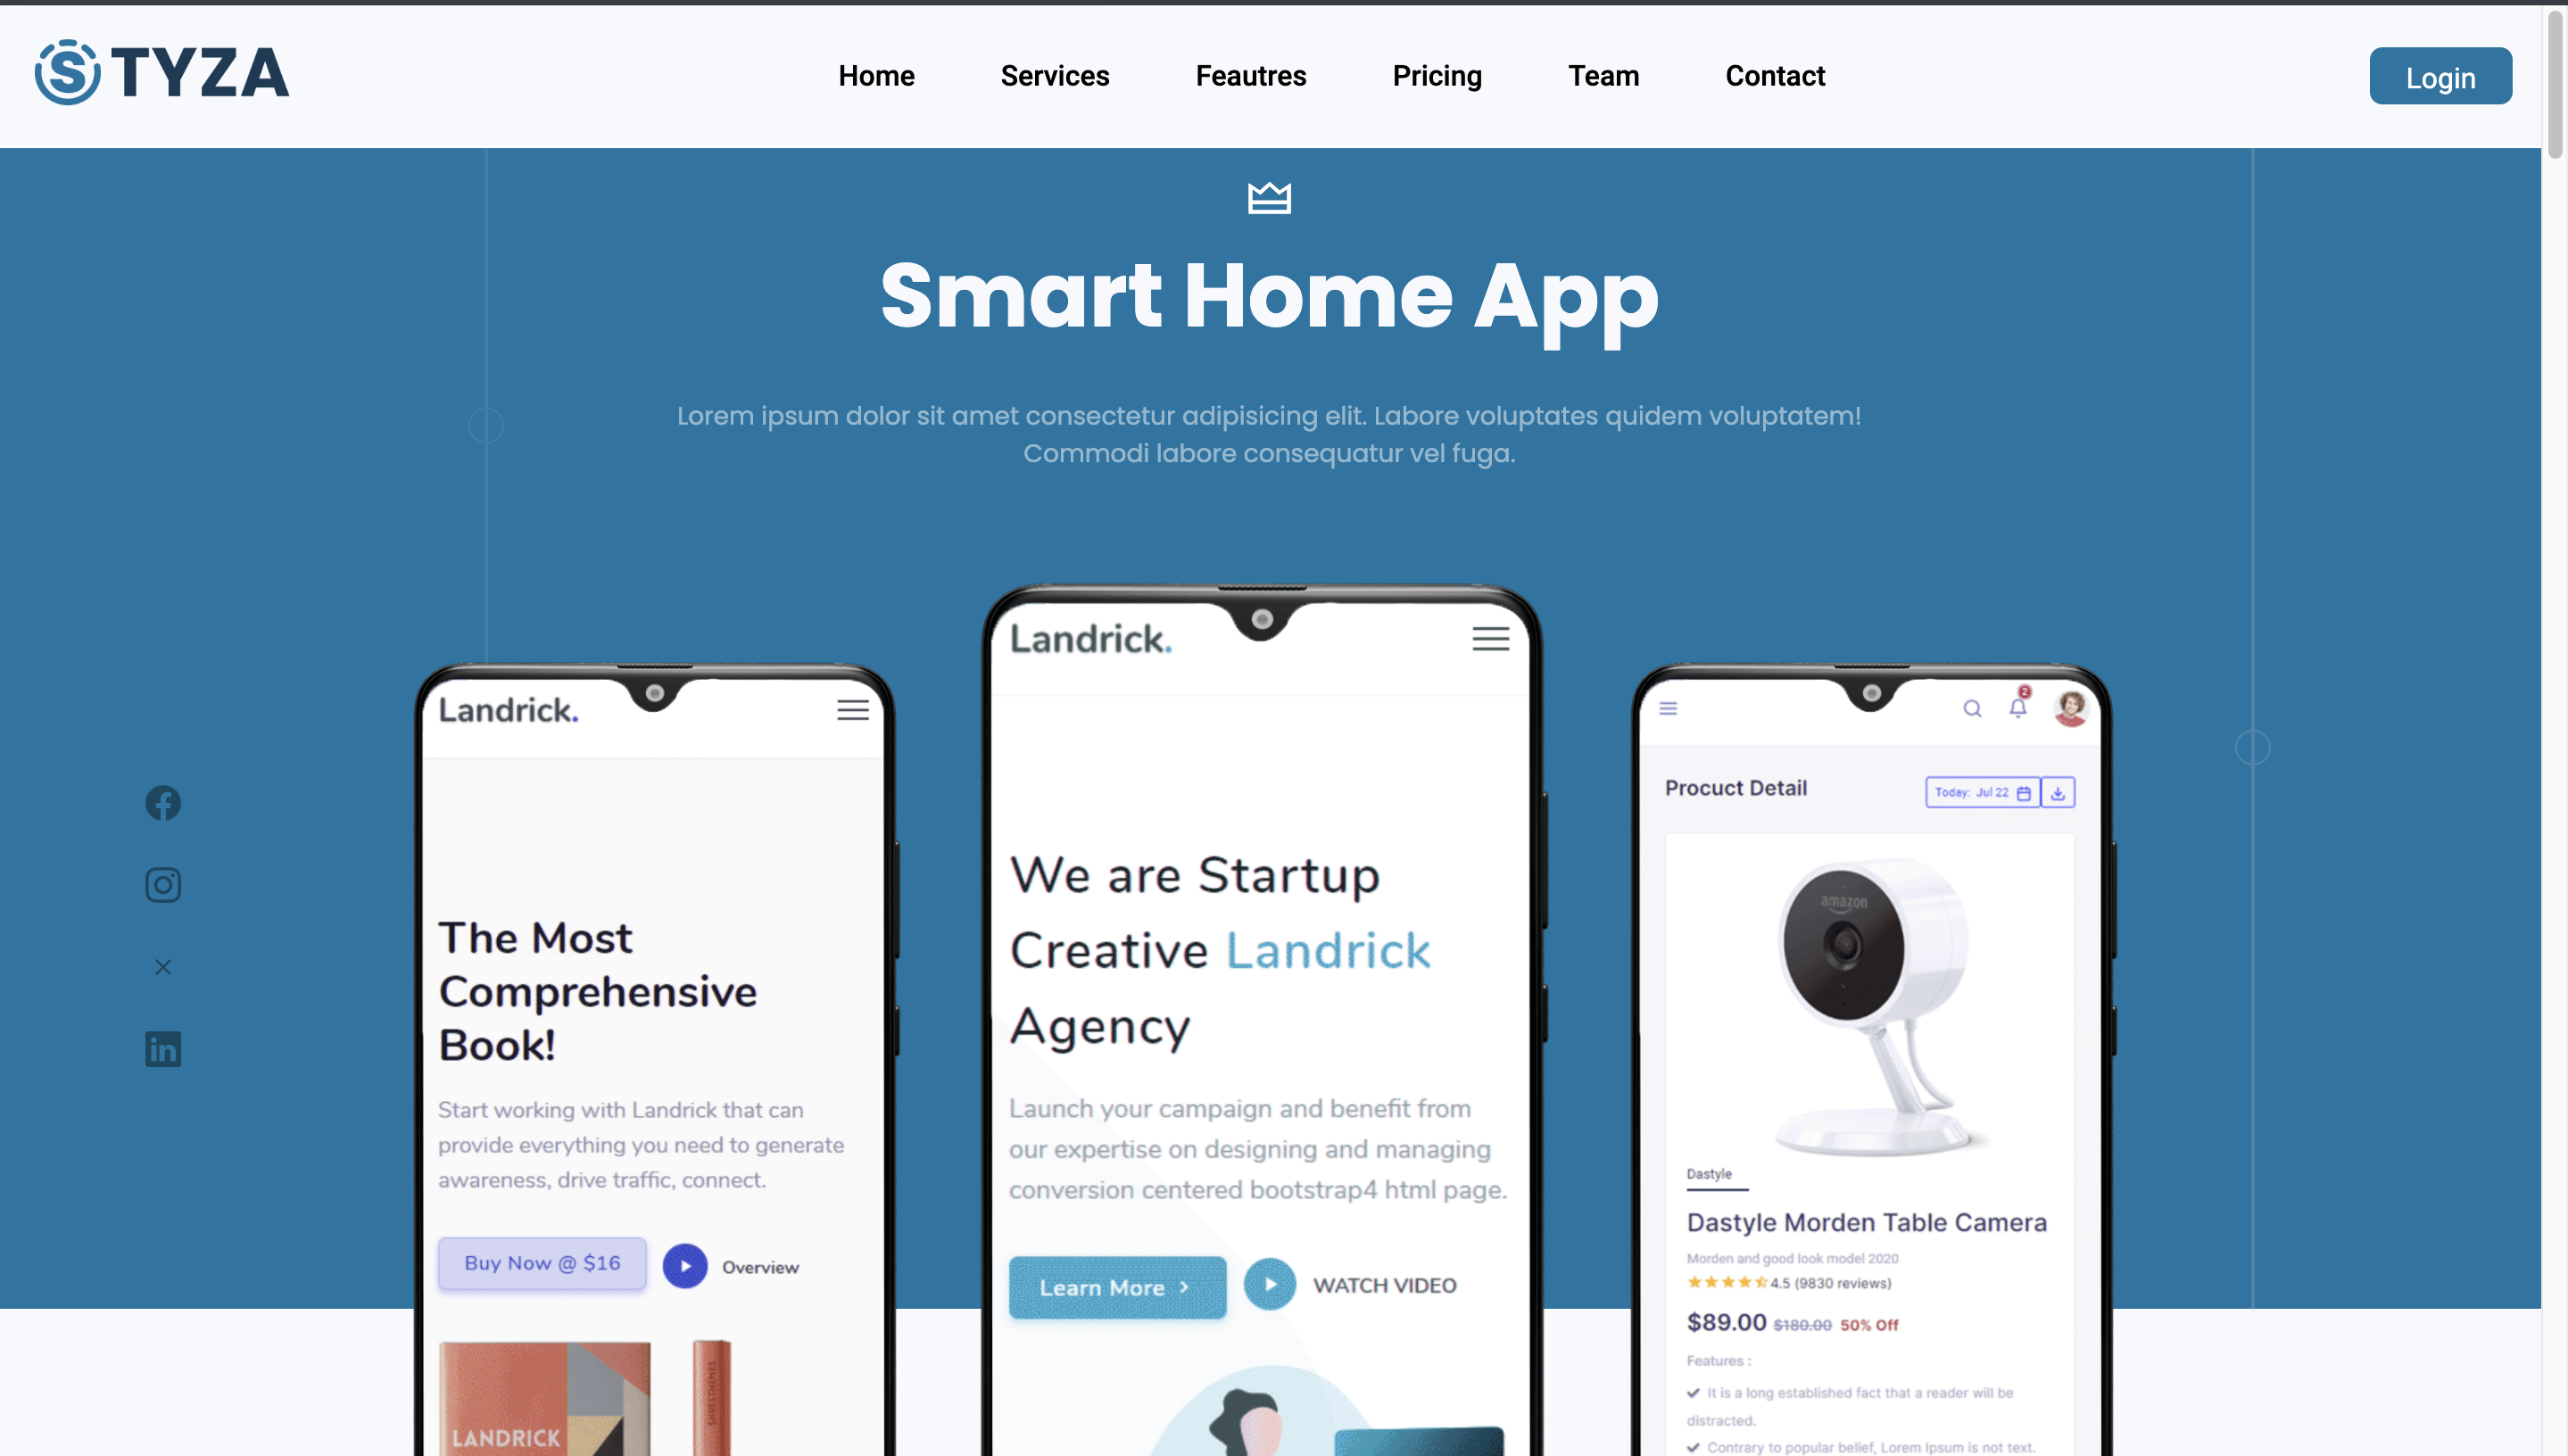 STYZA
Home Services Feautres Pricing Team Contact
Login
Smart Home App
Lorem ipsum dolor sit amet consectetur adipisicing elit. Labore voluptates quidem voluptatem!
Commodi labore consequatur vel fuga.
Landrick.
The Most
Comprehensive
Book!
Start working with Landrick that can
provide everything you need to generate
awareness, drive traffic, connect.
Buy Now @ $16
Overview
LANDRICK
SHREETHEMES
Landrick.
We are Startup
Creative Landrick
Agency
Launch your campaign and benefit from
our expertise on designing and managing
conversion centered bootstrap4 html page.
Learn More
WATCH VIDEO
2
Procuct Detail
Today: Jul 22
amazon
Dastyle
Dastyle Morden Table Camera
Morden and good look model 2020
4.5 (9830 reviews)
$89.00 $180.00 50% Off
Features :
It is a long established fact that a reader will be
distracted.
Contrary to popular belief, Lorem Ipsum is not text.